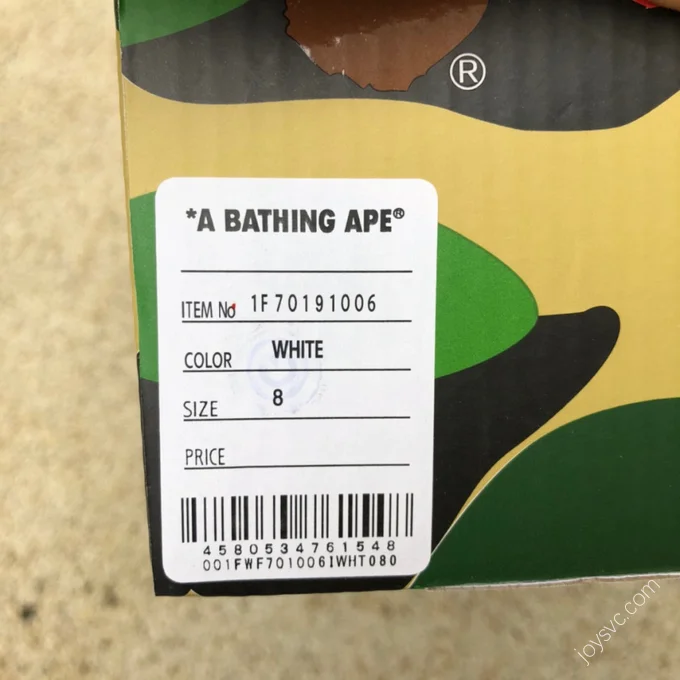 ®
*A BATHING APE®
ITEM No 1F70191006
COLOR WHITE
SIZE 8
PRICE
4580534761548
001FWF701006IWHT080
joysvc.com